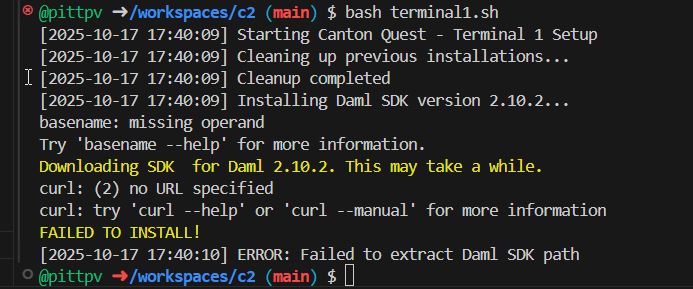 @pittpv ➜/workspaces/c2 (main) $ bash terminal1.sh
[2025-10-17 17:40:09] Starting Canton Quest - Terminal 1 Setup
[2025-10-17 17:40:09] Cleaning up previous installations...
[2025-10-17 17:40:09] Cleanup completed
[2025-10-17 17:40:09] Installing Daml SDK version 2.10.2...
basename: missing operand
Try 'basename --help' for more information.
Downloading SDK  for Daml 2.10.2. This may take a while.
curl: (2) no URL specified
curl: try 'curl --help' or 'curl --manual' for more information
FAILED TO INSTALL!
[2025-10-17 17:40:10] ERROR: Failed to extract Daml SDK path
@pittpv ➜/workspaces/c2 (main) $